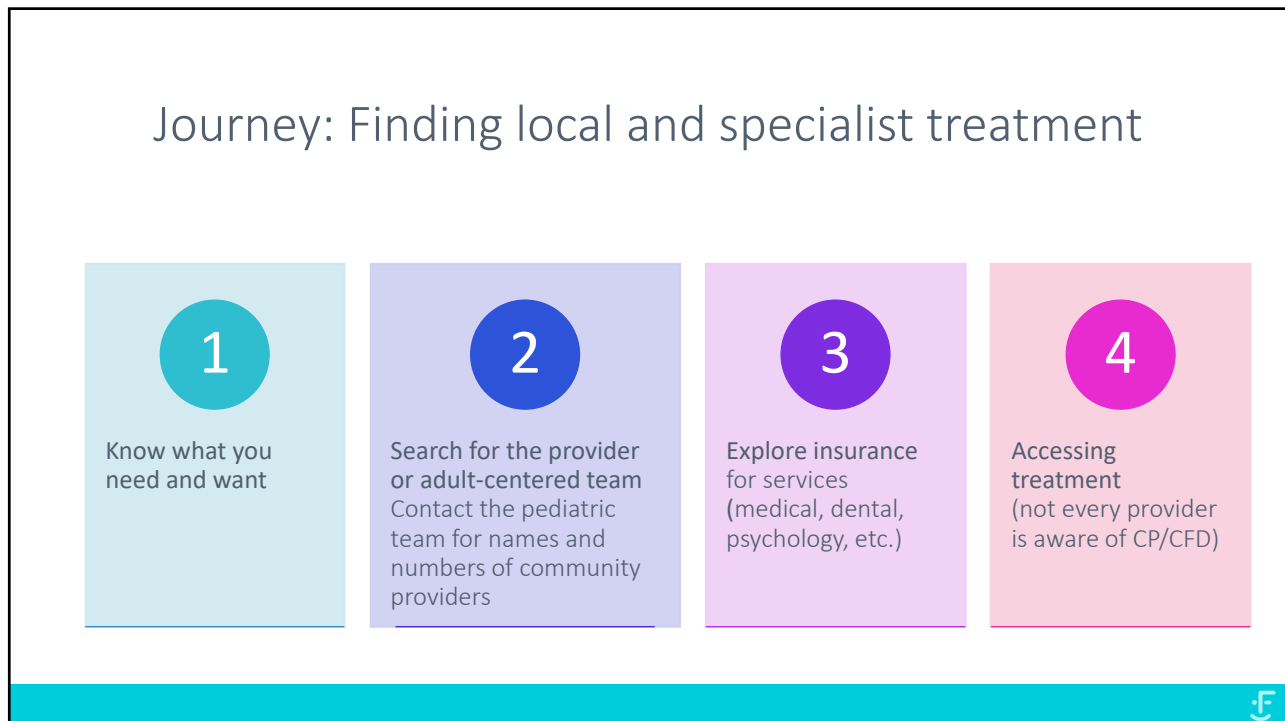 Journey: Finding local and specialist treatment
1
Know what you
need and want
2
Search for the provider
or adult-centered team
Contact the pediatric
team for names and
numbers of community
providers
3
Explore insurance
for services
(medical, dental,
psychology, etc.)
4
Accessing
treatment
(not every provider
is aware of CP/CFD)